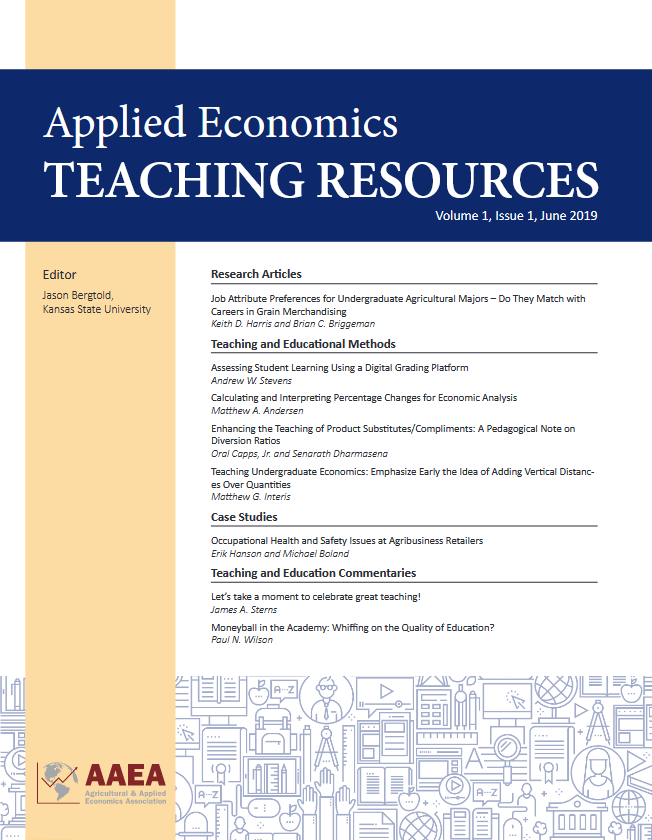 Applied Economics
TEACHING RESOURCES
Volume 1, Issue 1, June 2019
Editor
Jason Bergtold,
Kansas State University
Research Articles
Job Attribute Preferences for Undergraduate Agricultural Majors – Do They Match with
Careers in Grain Merchandising
Keith D. Harris and Brian C. Briggeman
Teaching and Educational Methods
Assessing Student Learning Using a Digital Grading Platform
Andrew W. Stevens
Calculating and Interpreting Percentage Changes for Economic Analysis
Matthew A. Andersen
Enhancing the Teaching of Product Substitutes/Compliments: A Pedagogical Note on
Diversion Ratios
Oral Capps, Jr. and Senarath Dharmasena
Teaching Undergraduate Economics: Emphasize Early the Idea of Adding Vertical Distanc-
es Over Quantities
Matthew G. Interis
Case Studies
Occupational Health and Safety Issues at Agribusiness Retailers
Erik Hanson and Michael Boland
Teaching and Education Commentaries
Let's take a moment to celebrate great teaching!
James A. Sterns
Moneyball in the Academy: Whiffing on the Quality of Education?
Paul N. Wilson
A...Z
A...Z
A...Z
AAEA
Agricultural & Applied
Economics Association